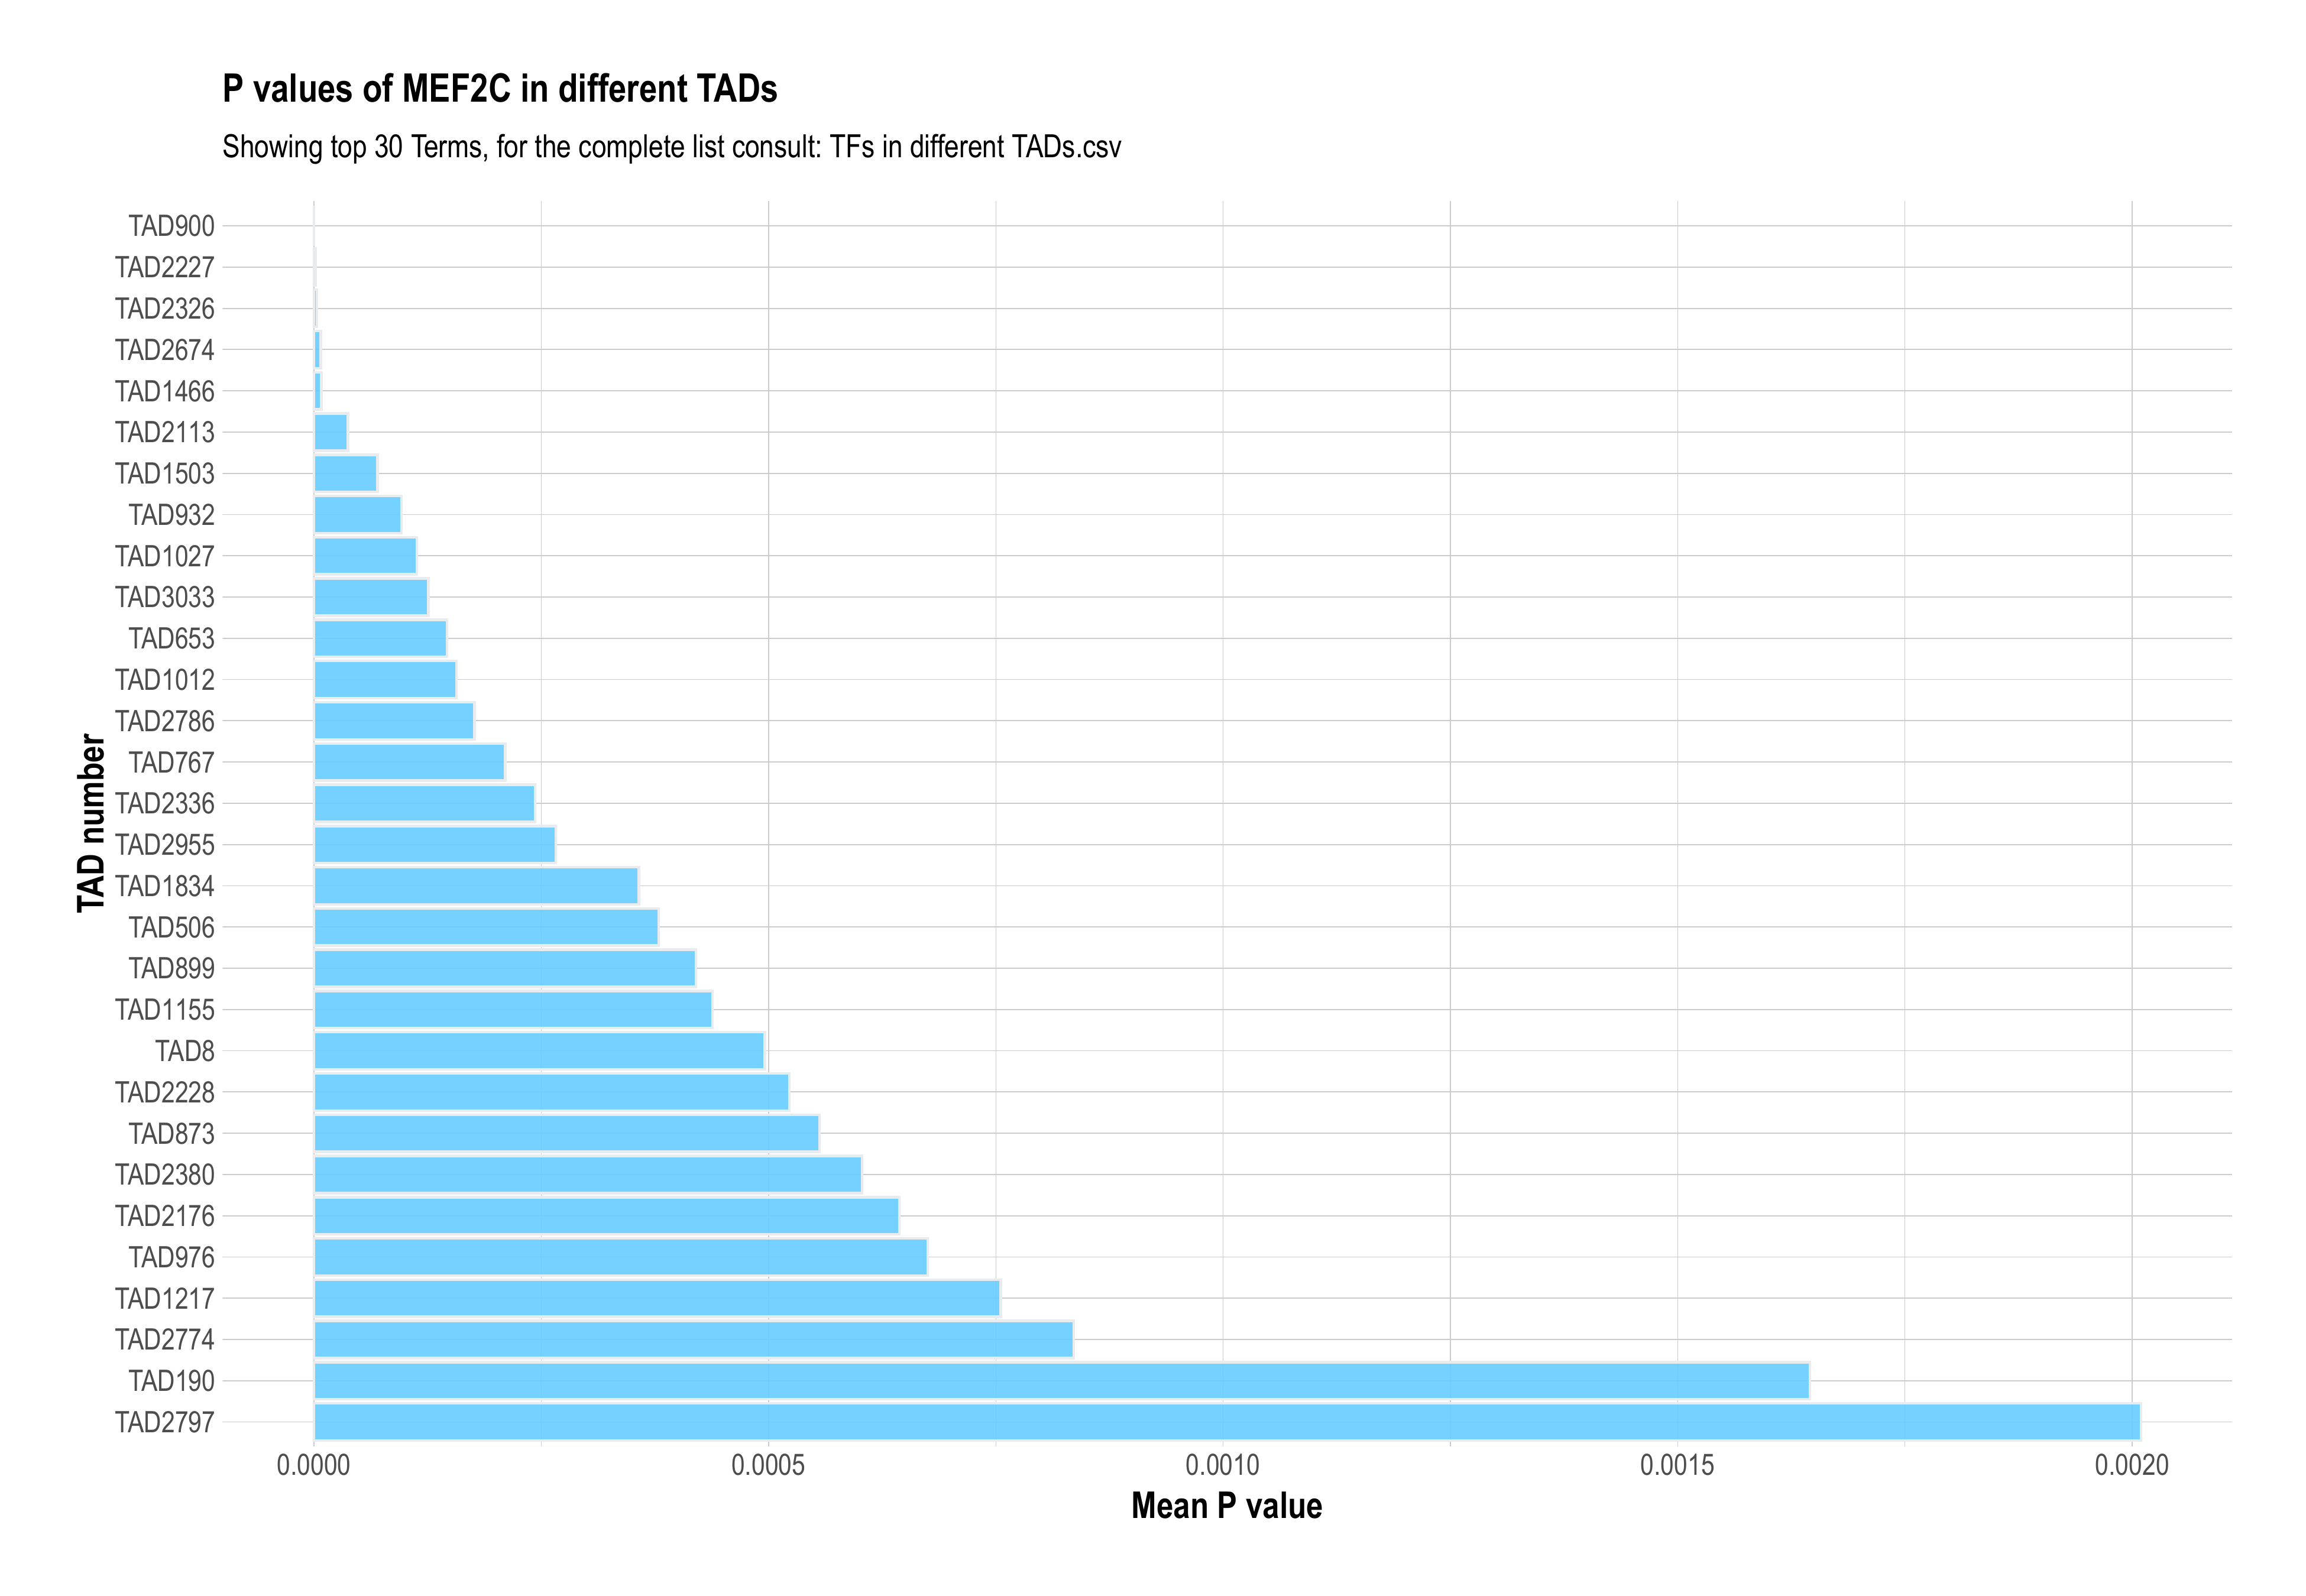 P values of MEF2C in different TADs
Showing top 30 Terms, for the complete list consult: TFs in different TADs.csv
TAD number
TAD900
TAD2227
TAD2326
TAD2674
TAD1466
TAD2113
TAD1503
TAD932
TAD1027
TAD3033
TAD653
TAD1012
TAD2786
TAD767
TAD2336
TAD2955
TAD1834
TAD506
TAD899
TAD1155
TAD8
TAD2228
TAD873
TAD2380
TAD2176
TAD976
TAD1217
TAD2774
TAD190
TAD2797
0.0000 0.0005 0.0010 0.0015 0.0020
Mean P value